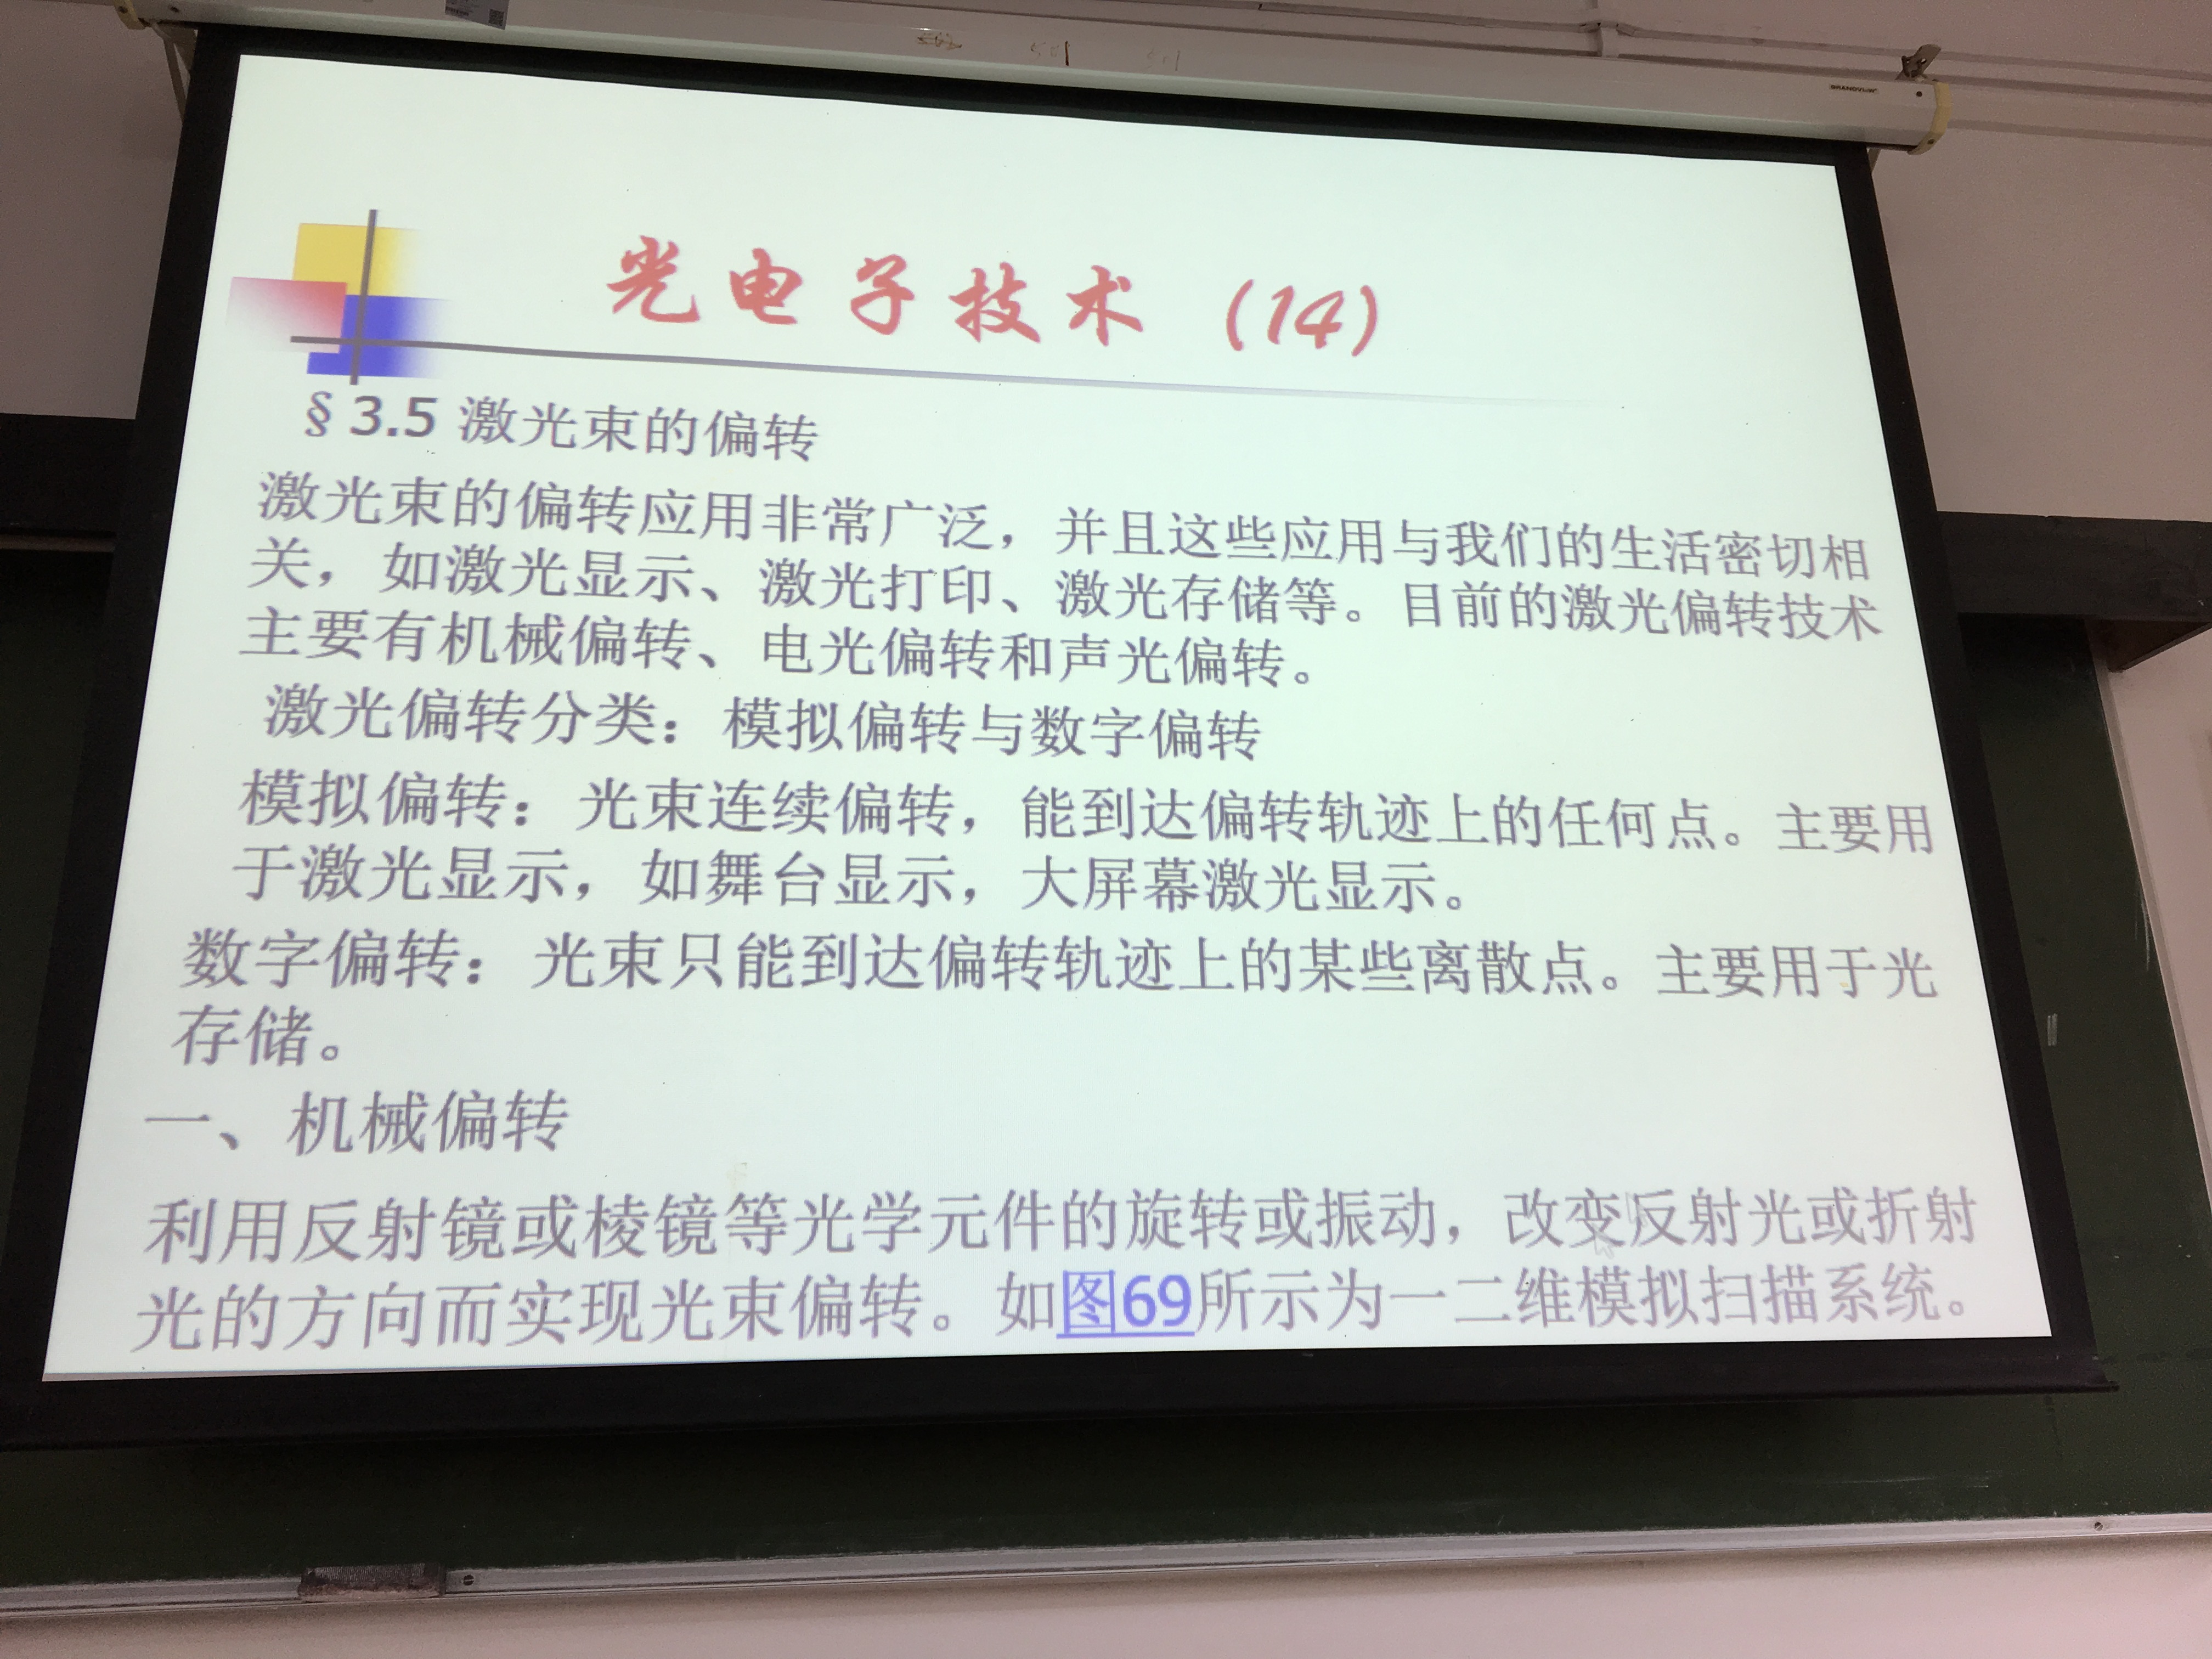 BRANDVIEW
光电子技术（14）
§3.5 激光束的偏转
激光束的偏转应用非常广泛，并且这些应用与我们的生活密切相
关，如激光显示、激光打印、激光存储等。目前的激光偏转技术
主要有机械偏转、电光偏转和声光偏转。
激光偏转分类：模拟偏转与数字偏转
模拟偏转：光束连续偏转，能到达偏转轨迹上的任何点。主要用
于激光显示，如舞台显示，大屏幕激光显示。
数字偏转：光束只能到达偏转轨迹上的某些离散点。主要用于光
存储。
一、机械偏转
利用反射镜或棱镜等光学元件的旋转或振动，改变反射光或折射
光的方向而实现光束偏转。如图69所示为一二维模拟扫描系统。